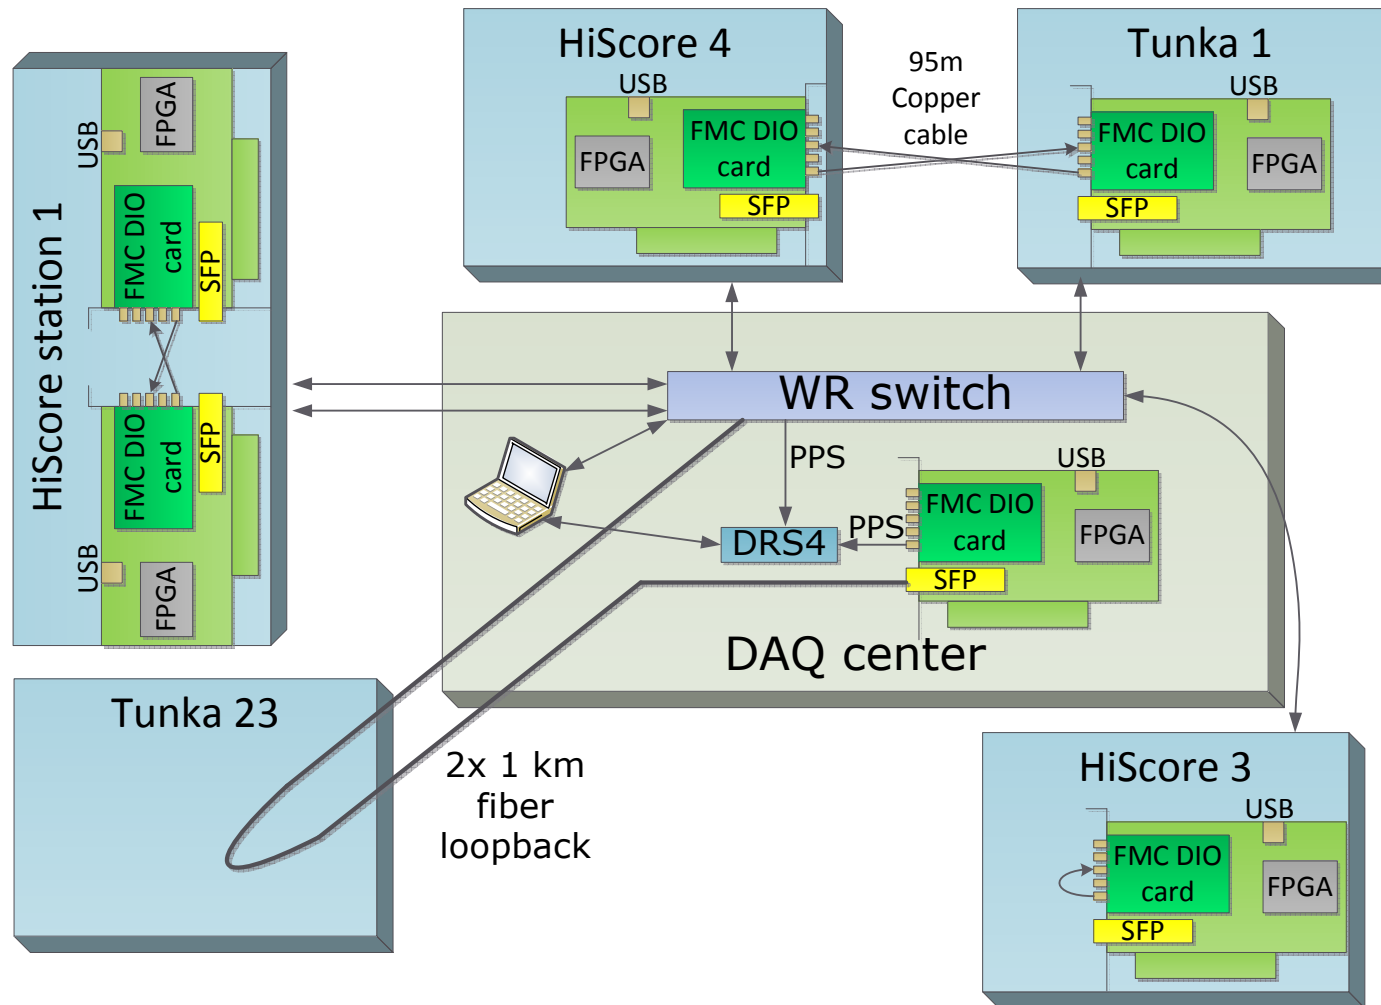 HiScore 4
USB
FMC DIO
card
FPGA
SFP
95m
Copper
cable
Tunka 1
USB
FMC DIO
card
FPGA
SFP
HiScore station 1
USB
FPGA
FMC DIO
card
SFP
FMC DIO
card
SFP
USB
FPGA
WR switch
PPS
DRS4
PPS
USB
FMC DIO
card
FPGA
SFP
DAQ center
Tunka 23
2x 1 km
fiber
loopback
HiScore 3
USB
FMC DIO
card
FPGA
SFP